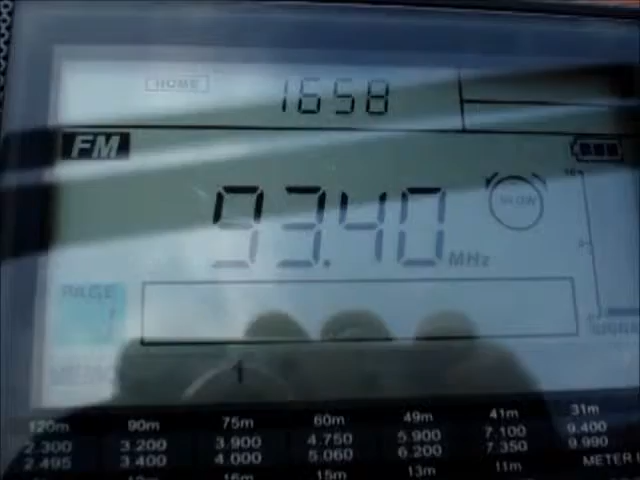 HOME 1658
FM
93.40 MHz
SLOW
PAGE
1
120m 90m 75m 60m 49m 41m 31m
2.300 3.200 3.900 4.750 5.900 7.100 9.400
2.495 3.400 4.000 5.060 6.200 7.350 9.990
16m 15m 13m 11m METER